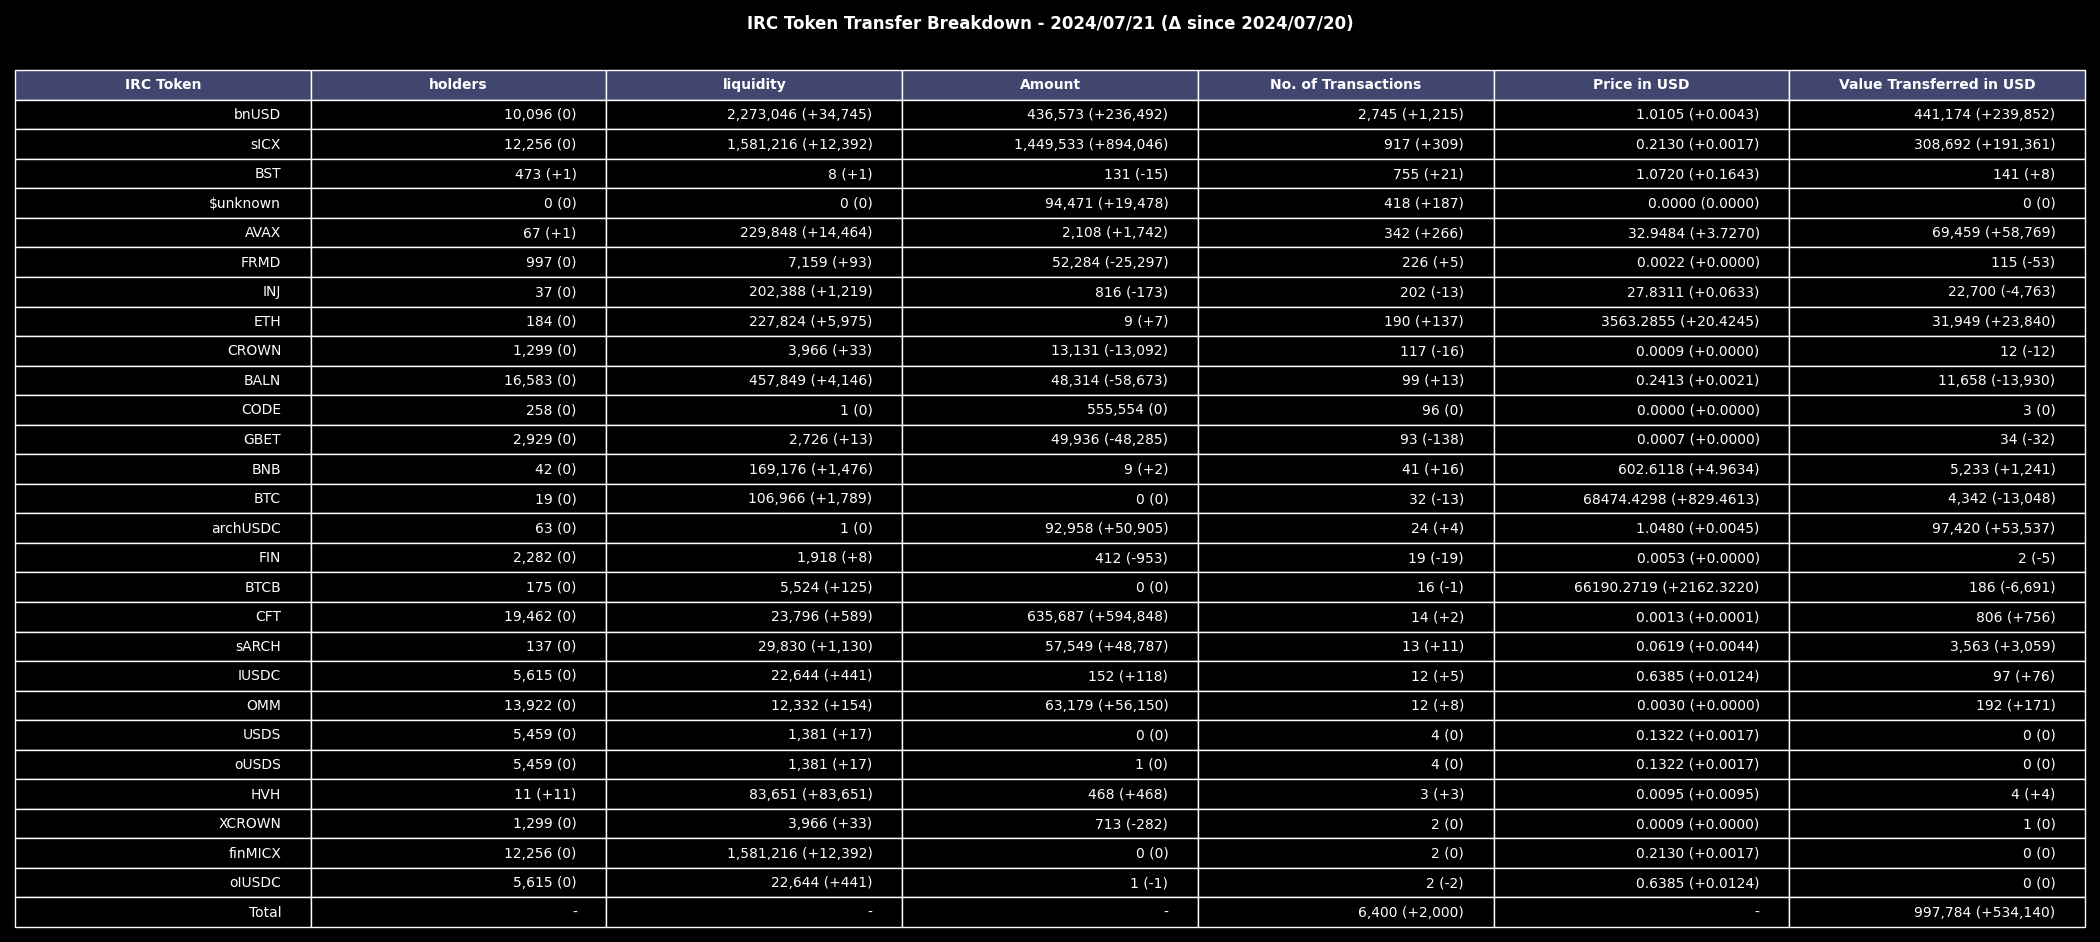 IRC Token Transfer Breakdown - 2024/07/21 (Δ since 2024/07/20)
IRC Token holders liquidity Amount No. of Transactions Price in USD Value Transferred in USD
bnUSD 10,096 (0) 2,273,046 (+34,745) 436,573 (+236,492) 2,745 (+1,215) 1.0105 (+0.0043) 441,174 (+239,852)
sICX 12,256 (0) 1,581,216 (+12,392) 1,449,533 (+894,046) 917 (+309) 0.2130 (+0.0017) 308,692 (+191,361)
BST 473 (+1) 8 (+1) 131 (-15) 755 (+21) 1.0720 (+0.1643) 141 (+8)
$unknown 0 (0) 0 (0) 94,471 (+19,478) 418 (+187) 0.0000 (0.0000) 0 (0)
AVAX 67 (+1) 229,848 (+14,464) 2,108 (+1,742) 342 (+266) 32.9484 (+3.7270) 69,459 (+58,769)
FRMD 997 (0) 7,159 (+93) 52,284 (-25,297) 226 (+5) 0.0022 (+0.0000) 115 (-53)
INJ 37 (0) 202,388 (+1,219) 816 (-173) 202 (-13) 27.8311 (+0.0633) 22,700 (-4,763)
ETH 184 (0) 227,824 (+5,975) 9 (+7) 190 (+137) 3563.2855 (+20.4245) 31,949 (+23,840)
CROWN 1,299 (0) 3,966 (+33) 13,131 (-13,092) 117 (-16) 0.0009 (+0.0000) 12 (-12)
BALN 16,583 (0) 457,849 (+4,146) 48,314 (-58,673) 99 (+13) 0.2413 (+0.0021) 11,658 (-13,930)
CODE 258 (0) 1 (0) 555,554 (0) 96 (0) 0.0000 (+0.0000) 3 (0)
GBET 2,929 (0) 2,726 (+13) 49,936 (-48,285) 93 (-138) 0.0007 (+0.0000) 34 (-32)
BNB 42 (0) 169,176 (+1,476) 9 (+2) 41 (+16) 602.6118 (+4.9634) 5,233 (+1,241)
BTC 19 (0) 106,966 (+1,789) 0 (0) 32 (-13) 68474.4298 (+829.4613) 4,342 (-13,048)
archUSDC 63 (0) 1 (0) 92,958 (+50,905) 24 (+4) 1.0480 (+0.0045) 97,420 (+53,537)
FIN 2,282 (0) 1,918 (+8) 412 (-953) 19 (-19) 0.0053 (+0.0000) 2 (-5)
BTCB 175 (0) 5,524 (+125) 0 (0) 16 (-1) 66190.2719 (+2162.3220) 186 (-6,691)
CFT 19,462 (0) 23,796 (+589) 635,687 (+594,848) 14 (+2) 0.0013 (+0.0001) 806 (+756)
sARCH 137 (0) 29,830 (+1,130) 57,549 (+48,787) 13 (+11) 0.0619 (+0.0044) 3,563 (+3,059)
IUSDC 5,615 (0) 22,644 (+441) 152 (+118) 12 (+5) 0.6385 (+0.0124) 97 (+76)
OMM 13,922 (0) 12,332 (+154) 63,179 (+56,150) 12 (+8) 0.0030 (+0.0000) 192 (+171)
USDS 5,459 (0) 1,381 (+17) 0 (0) 4 (0) 0.1322 (+0.0017) 0 (0)
oUSDS 5,459 (0) 1,381 (+17) 1 (0) 4 (0) 0.1322 (+0.0017) 0 (0)
HVH 11 (+11) 83,651 (+83,651) 468 (+468) 3 (+3) 0.0095 (+0.0095) 4 (+4)
XCROWN 1,299 (0) 3,966 (+33) 713 (-282) 2 (0) 0.0009 (+0.0000) 1 (0)
finMICX 12,256 (0) 1,581,216 (+12,392) 0 (0) 2 (0) 0.2130 (+0.0017) 0 (0)
oIUSDC 5,615 (0) 22,644 (+441) 1 (-1) 2 (-2) 0.6385 (+0.0124) 0 (0)
Total - - - 6,400 (+2,000) - 997,784 (+534,140)